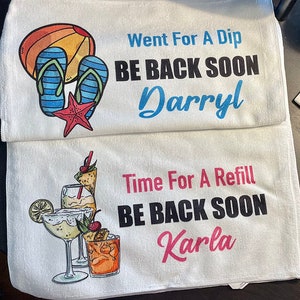 Went For A Dip
BE BACK SOON
Darryl
Time For A Refill
BE BACK SOON
Karla